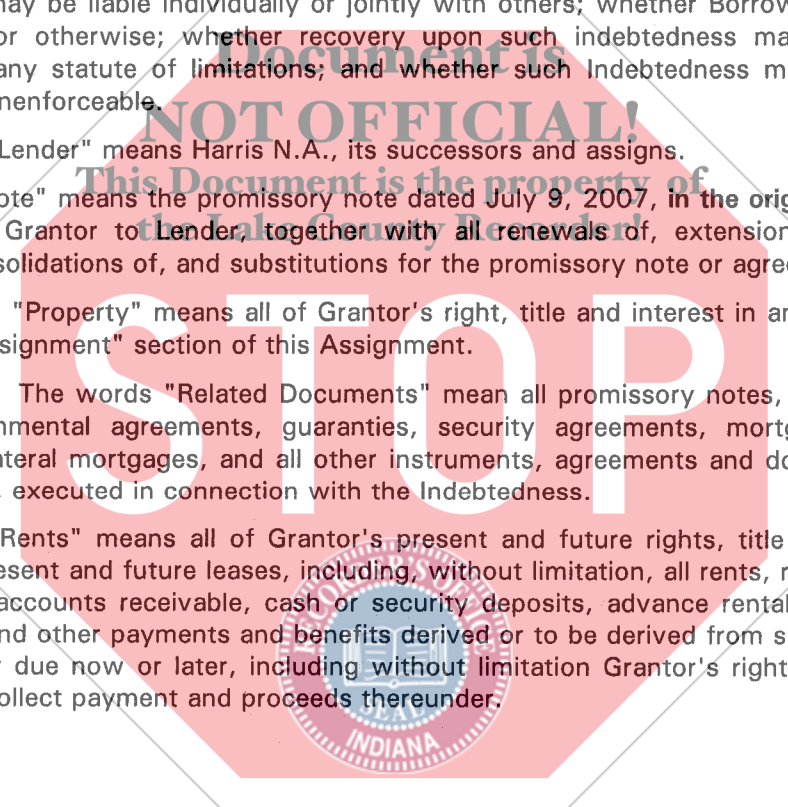 may be liable individually or jointly with others; whether Borrow
or otherwise; whether recovery upon such indebtedness ma
Document is
any statute of limitations; and whether such Indebtedness m
nenforceable.
NOT OFFICIAL!
Lender" means Harris N.A., its successors and assigns.
This Document is the property of
ote" means the promissory note dated July 9, 2007, in the orig
the Lake County Recorder!
Grantor to Lender, together with all renewals of, extension
solidations of, and substitutions for the promissory note or agre
"Property" means all of Grantor's right, title and interest in an
signment" section of this Assignment.
STOP
The words "Related Documents" mean all promissory notes,
nmental agreements, guaranties, security agreements, mortg
ateral mortgages, and all other instruments, agreements and do
, executed in connection with the Indebtedness.
Rents" means all of Grantor's present and future rights, title
esent and future leases, including, without limitation, all rents, r
accounts receivable, cash or security deposits, advance rental
nd other payments and benefits derived or to be derived from s
r due now or later, including without limitation Grantor's right
ollect payment and proceeds thereunder.
SEAL
INDIANA